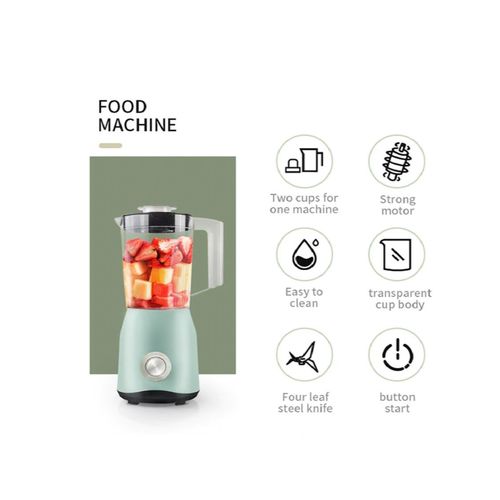 FOOD
MACHINE
Two cups for
one machine
Strong
motor
Easy to
clean
transparent
cup body
Four leaf
steel knife
button
start